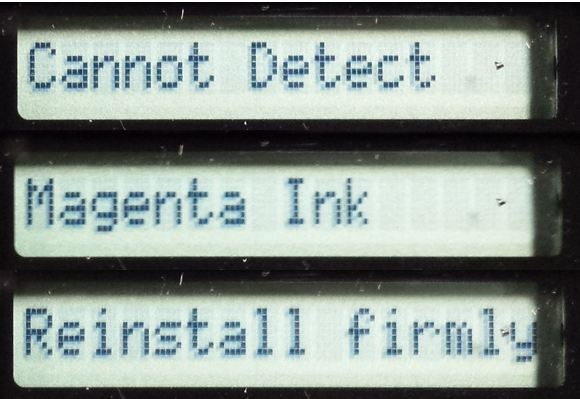 Cannot Detect
Magenta Ink
Reinstall firmly